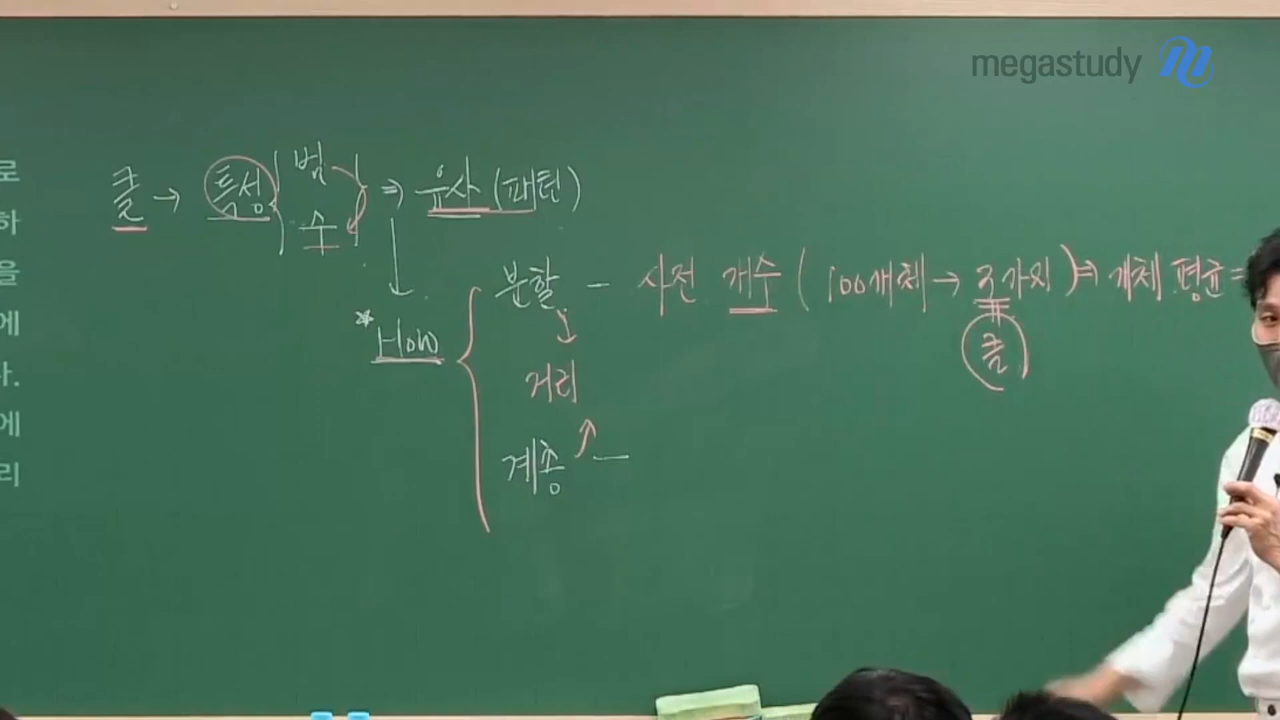 megastudy
로
하
을
에
다.
에
리
클 → 특성 범 수 ⇒ 유사 (패턴)
* How
분할 - 사전 개수 ( 100개체 → 3가지 ) ⇒ 개체 평균 =
클
거리
계층 -